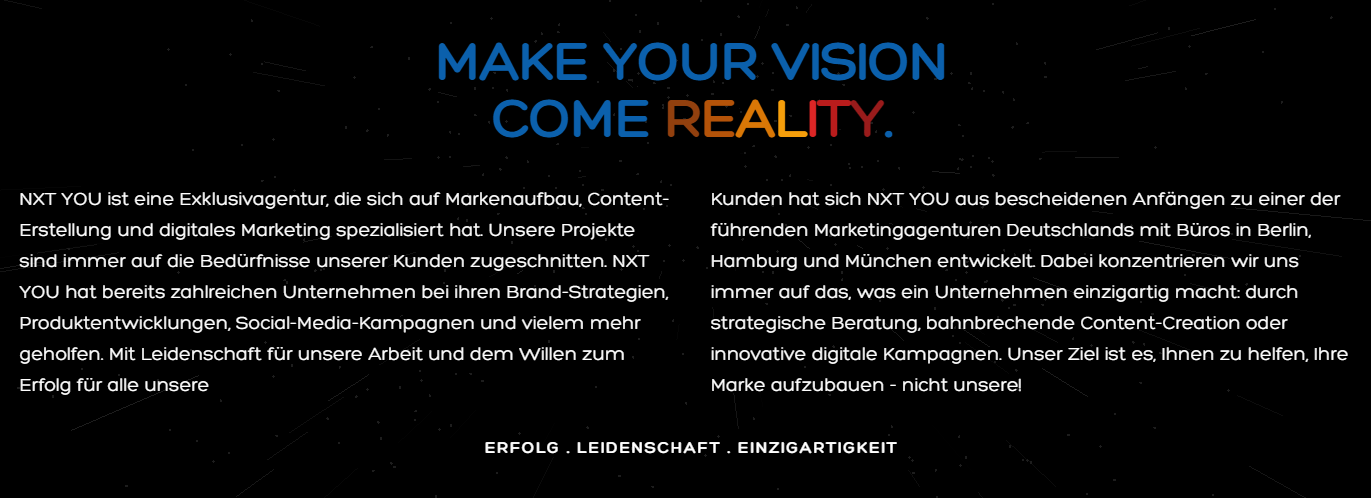 MAKE YOUR VISION
COME REALITY.
NXT YOU ist eine Exklusivagentur, die sich auf Markenaufbau, Content-
Erstellung und digitales Marketing spezialisiert hat. Unsere Projekte
sind immer auf die Bedürfnisse unserer Kunden zugeschnitten. NXT
YOU hat bereits zahlreichen Unternehmen bei ihren Brand-Strategien,
Produktentwicklungen, Social-Media-Kampagnen und vielem mehr
geholfen. Mit Leidenschaft für unsere Arbeit und dem Willen zum
Erfolg für alle unsere
Kunden hat sich NXT YOU aus bescheidenen Anfängen zu einer der
führenden Marketingagenturen Deutschlands mit Büros in Berlin,
Hamburg und München entwickelt. Dabei konzentrieren wir uns
immer auf das, was ein Unternehmen einzigartig macht: durch
strategische Beratung, bahnbrechende Content-Creation oder
innovative digitale Kampagnen. Unser Ziel ist es, Ihnen zu helfen, Ihre
Marke aufzubauen - nicht unsere!
ERFOLG . LEIDENSCHAFT . EINZIGARTIGKEIT